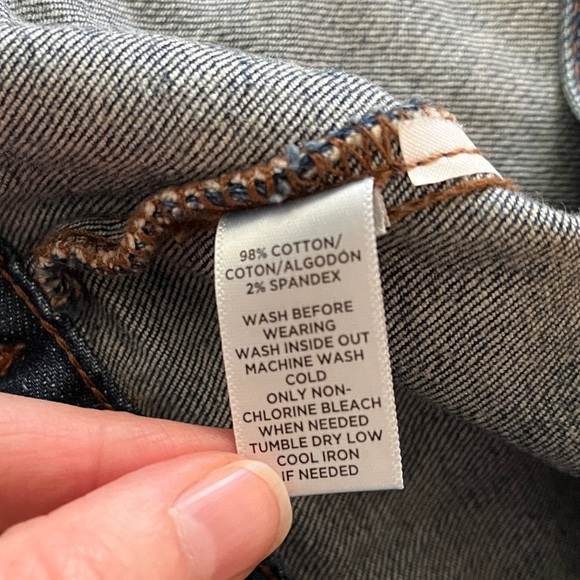 98% COTTON/
COTON/ALGODÓN
2% SPANDEX
WASH BEFORE
WEARING
WASH INSIDE OUT
MACHINE WASH
COLD
ONLY NON-
CHLORINE BLEACH
WHEN NEEDED
TUMBLE DRY LOW
COOL IRON
IF NEEDED